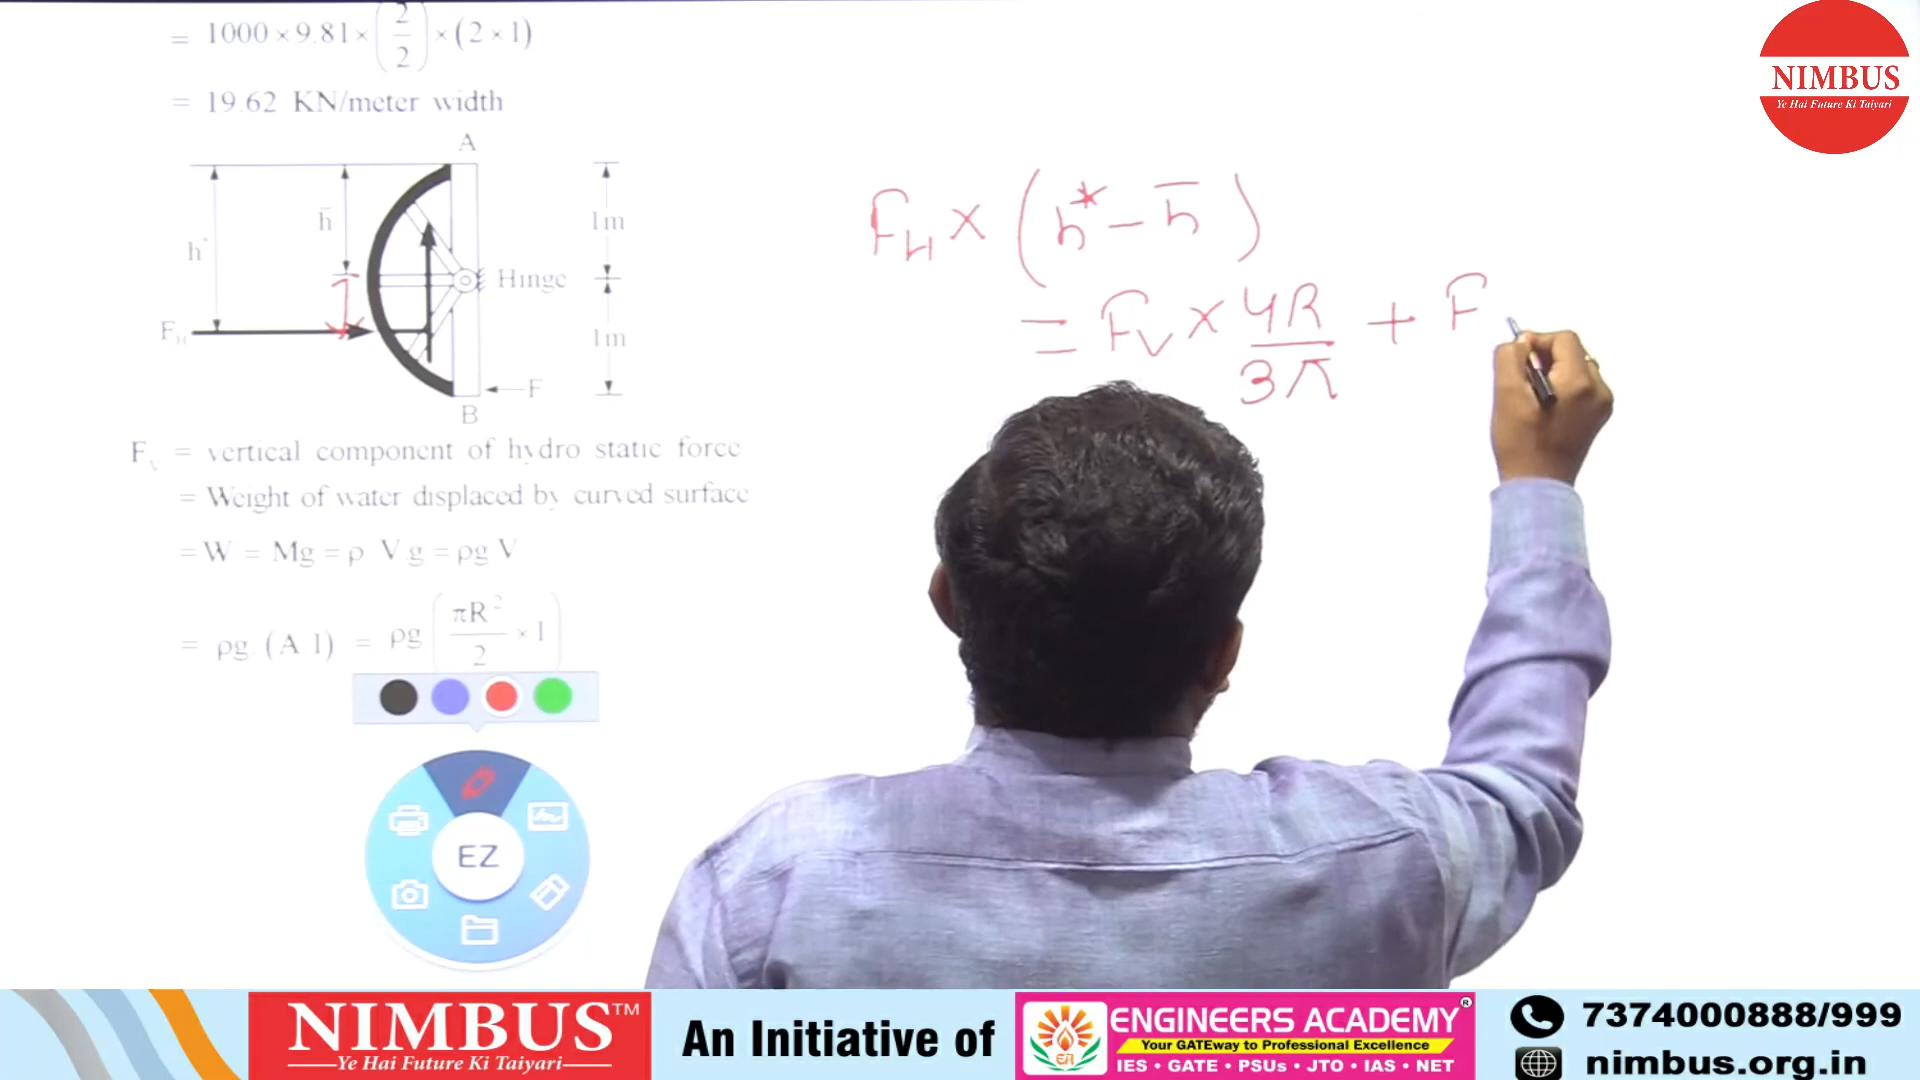 = 1000 × 9.81 × (2/2) × (2 × 1)
= 19.62 KN/meter width
A
h̄
h*
1m
Hinge
F_H
1m
F
B
F_V = vertical component of hydro static force
= Weight of water displaced by curved surface
= W = Mg = ρ V g = ρg V
= ρg. (A 1) = ρg (πR²/2 × 1)
F_H × (h* − h̄)
= F_V × 4R/3π + F
EZ
NIMBUS
Ye Hai Future Ki Taiyari
NIMBUS™
Ye Hai Future Ki Taiyari
An Initiative of
EA
ENGINEERS ACADEMY®
Your GATEway to Professional Excellence
IES • GATE • PSUs • JTO • IAS • NET
7374000888/999
nimbus.org.in